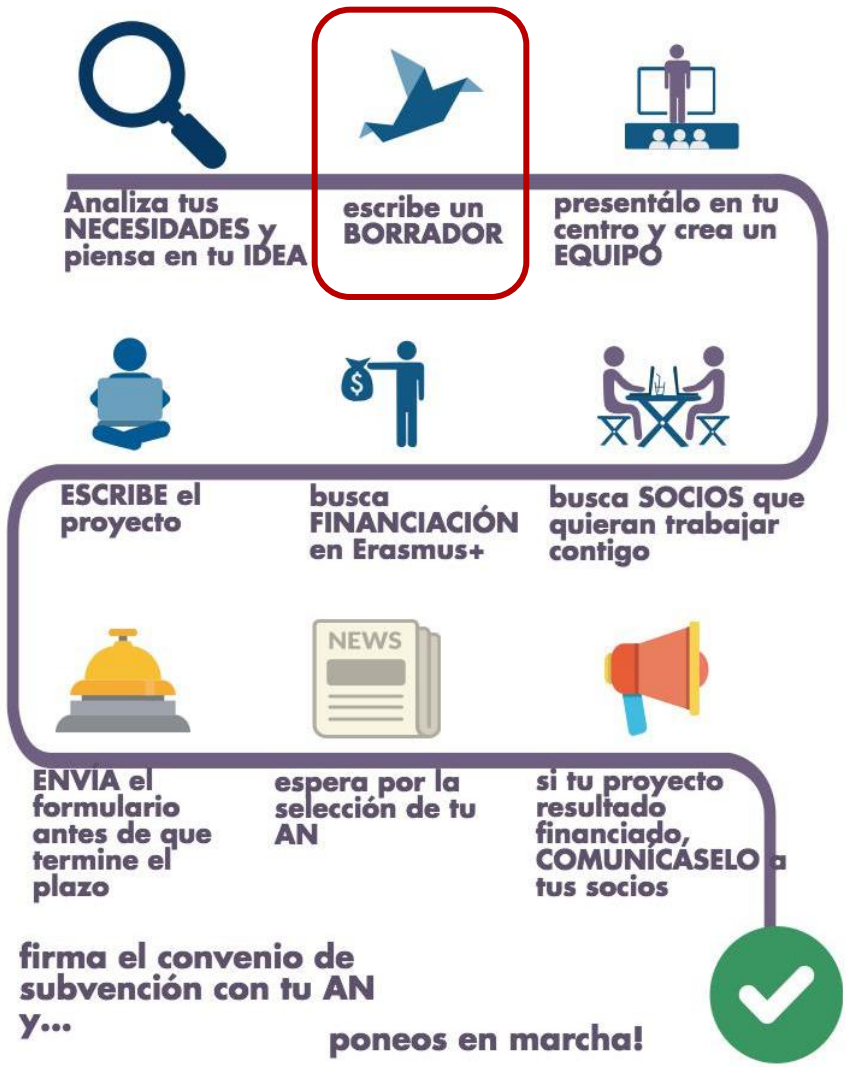 Analiza tus
NECESIDADES y
piensa en tu IDEA
escribe un
BORRADOR
presentálo en tu
centro y crea un
EQUIPO
$
busca SOCIOS que
quieran trabajar
contigo
busca
FINANCIACIÓN
en Erasmus+
ESCRIBE el
proyecto
ENVÍA el
formulario
antes de que
termine el
plazo
NEWS
espera por la
selección de tu
AN
si tu proyecto
resultado
financiado,
COMUNÍCÁSELO a
tus socios
firma el convenio de
subvención con tu AN
y...
poneos en marcha!